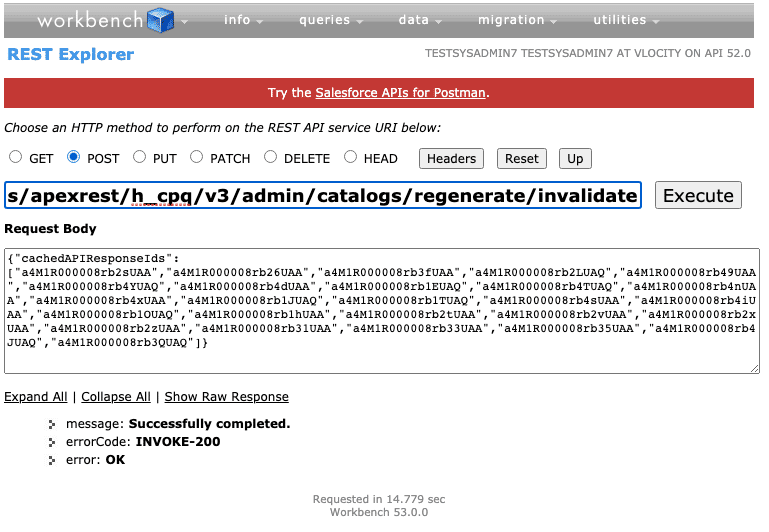 workbench info queries data migration utilities
REST Explorer TESTSYSADMIN7 TESTSYSADMIN7 AT VLOCITY ON API 52.0
Try the Salesforce APIs for Postman.
Choose an HTTP method to perform on the REST API service URI below:
GET POST PUT PATCH DELETE HEAD Headers Reset Up
s/apexrest/h_cpq/v3/admin/catalogs/regenerate/invalidate Execute
Request Body
{"cachedAPIResponseIds":
["a4M1R000008rb2sUAA","a4M1R000008rb26UAA","a4M1R000008rb3fUAA","a4M1R000008rb2LUAQ","a4M1R000008rb49UAA
","a4M1R000008rb4YUAQ","a4M1R000008rb4dUAA","a4M1R000008rb1EUAQ","a4M1R000008rb4TUAQ","a4M1R000008rb4nUA
A","a4M1R000008rb4xUAA","a4M1R000008rb1JUAQ","a4M1R000008rb1TUAQ","a4M1R000008rb4sUAA","a4M1R000008rb4iU
AA","a4M1R000008rb1OUAQ","a4M1R000008rb1hUAA","a4M1R000008rb2tUAA","a4M1R000008rb2vUAA","a4M1R000008rb2x
UAA","a4M1R000008rb2zUAA","a4M1R000008rb31UAA","a4M1R000008rb33UAA","a4M1R000008rb35UAA","a4M1R000008rb4
JUAQ","a4M1R000008rb3QUAQ"]}
Expand All | Collapse All | Show Raw Response
message: Successfully completed.
errorCode: INVOKE-200
error: OK
Requested in 14.779 sec
Workbench 53.0.0